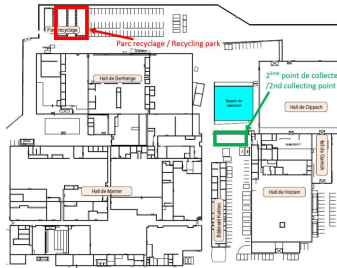 Parc recyclage
Parc recyclage / Recycling park
Hall de Bertrange
2ème point de collecte
/2nd collecting point
Bassin de
rétention
Hall de Dippach
Hall de Mamer
Hall de Holzem